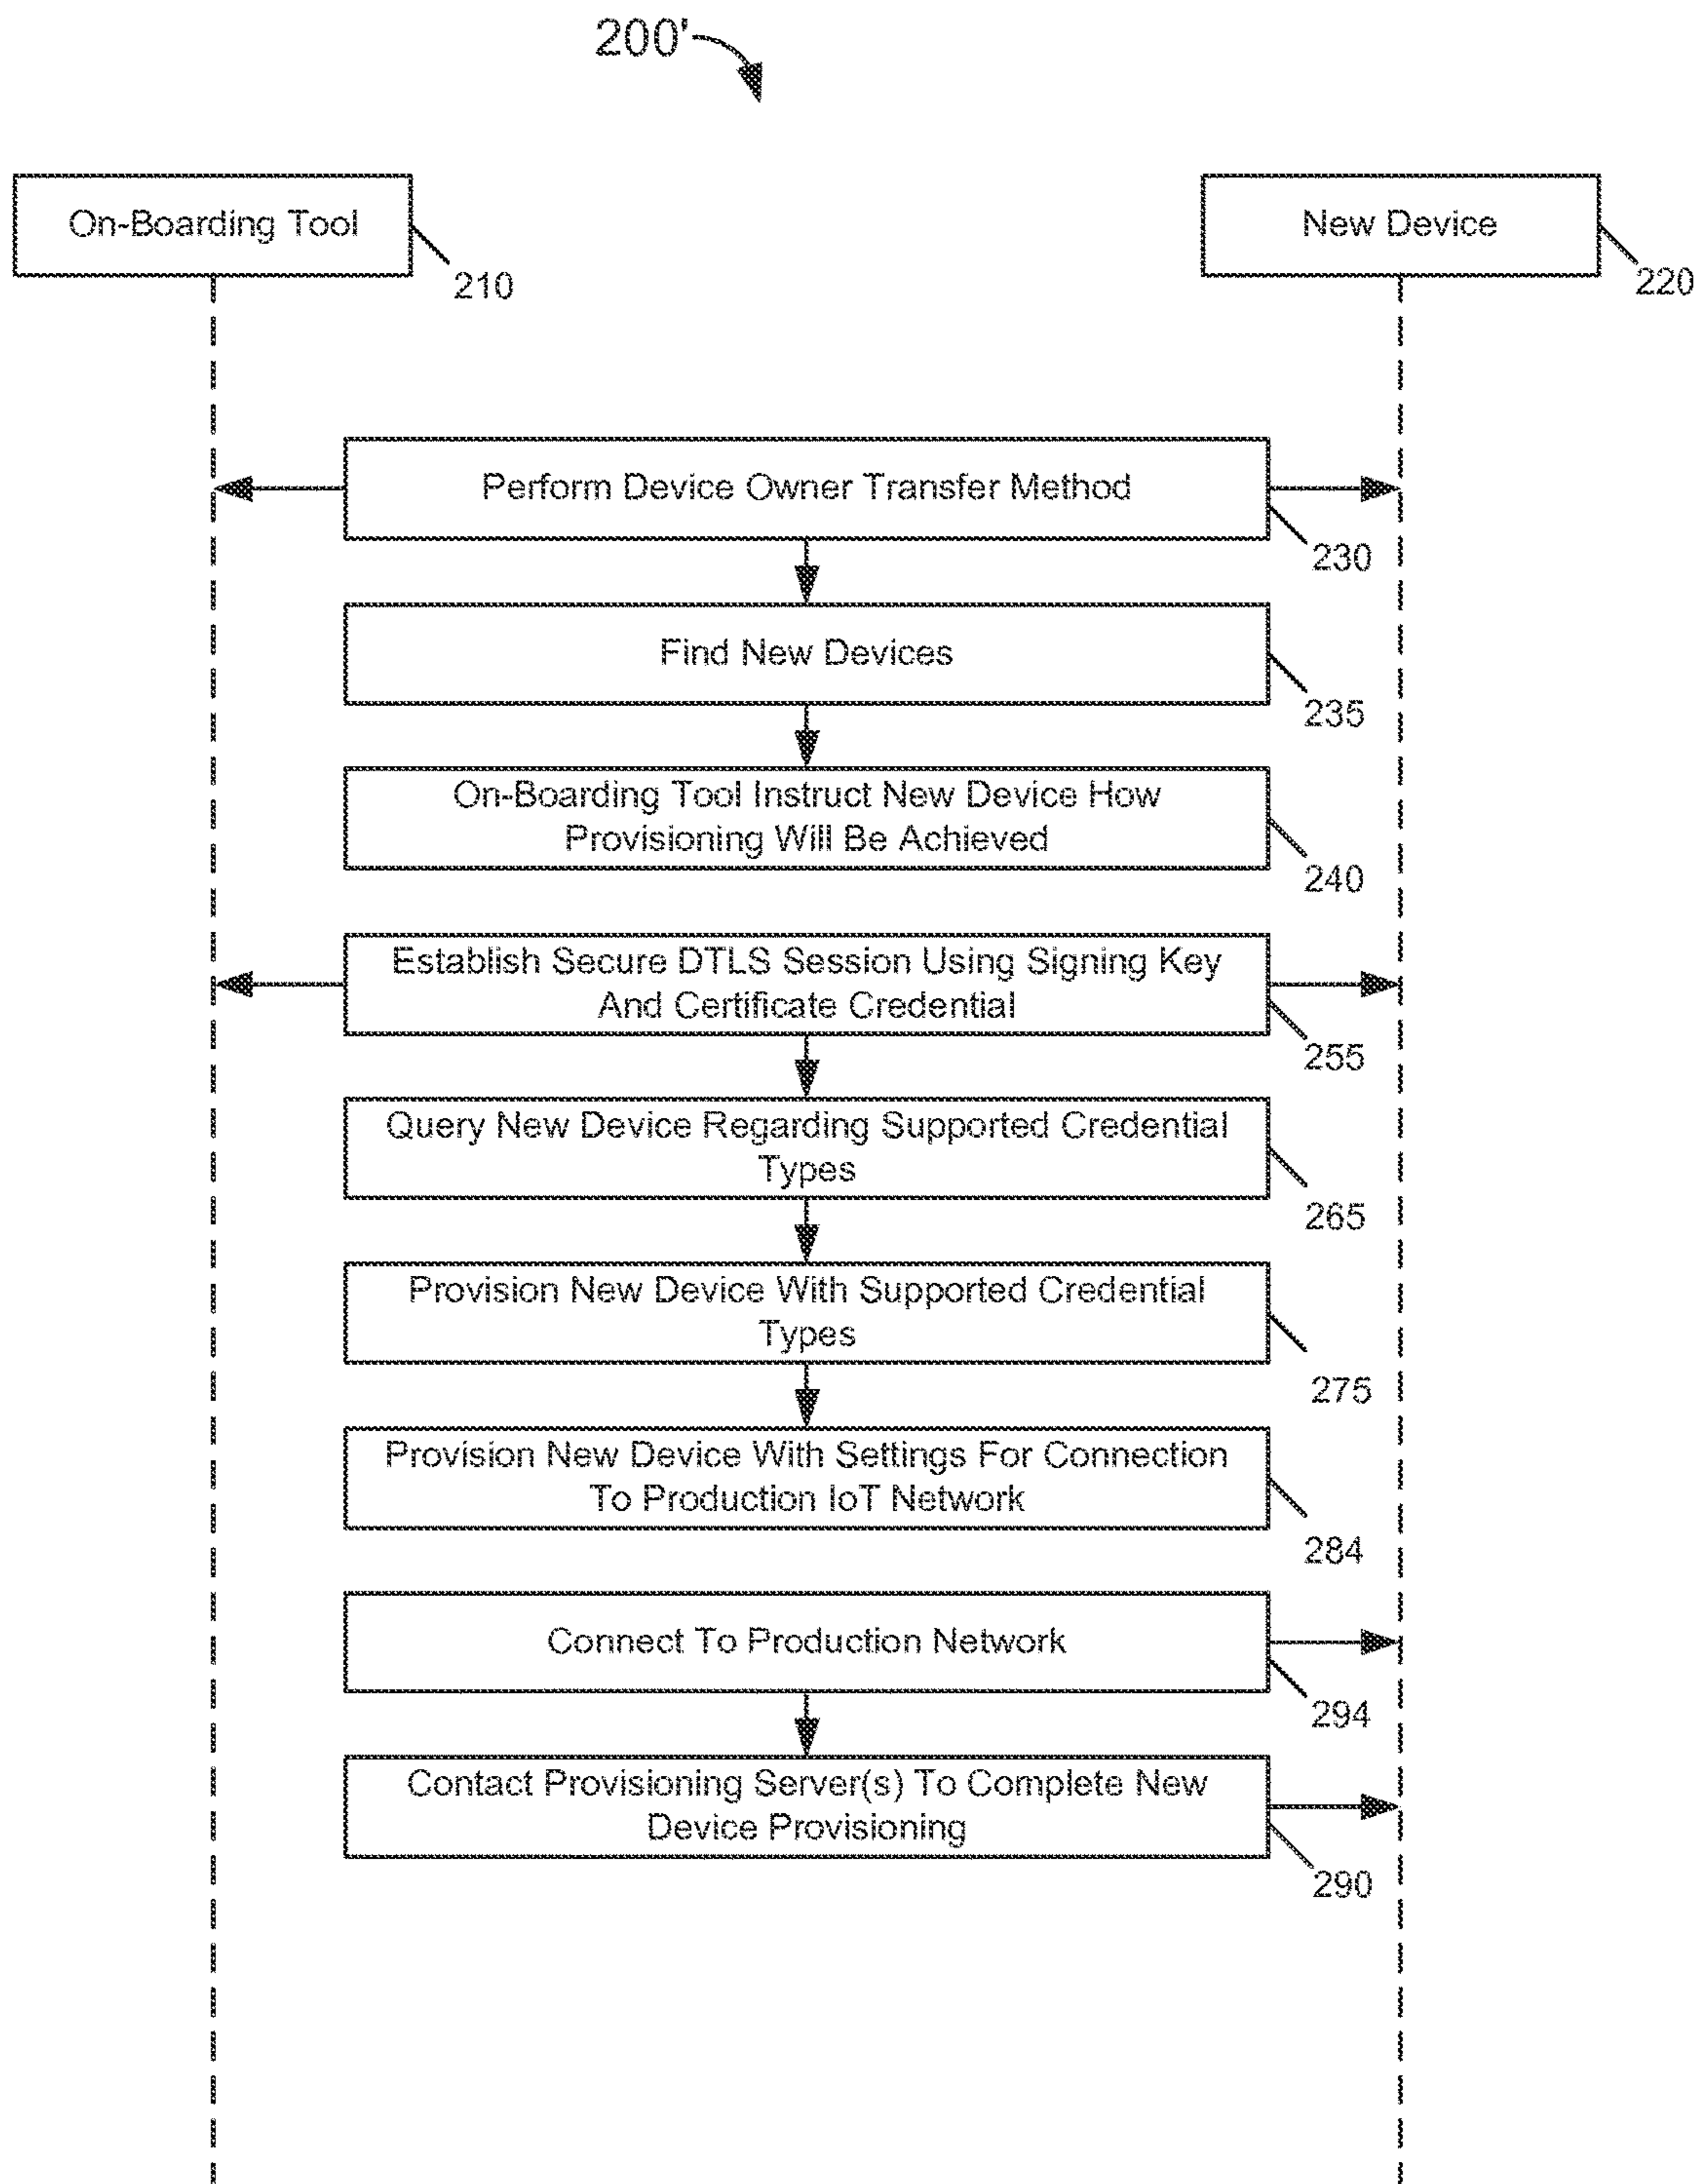 200'
On-Boarding Tool
210
New Device
220
Perform Device Owner Transfer Method
230
Find New Devices
235
On-Boarding Tool Instruct New Device How
Provisioning Will Be Achieved
240
Establish Secure DTLS Session Using Signing Key
And Certificate Credential
255
Query New Device Regarding Supported Credential
Types
265
Provision New Device With Supported Credential
Types
275
Provision New Device With Settings For Connection
To Production IoT Network
284
Connect To Production Network
294
Contact Provisioning Server(s) To Complete New
Device Provisioning
290